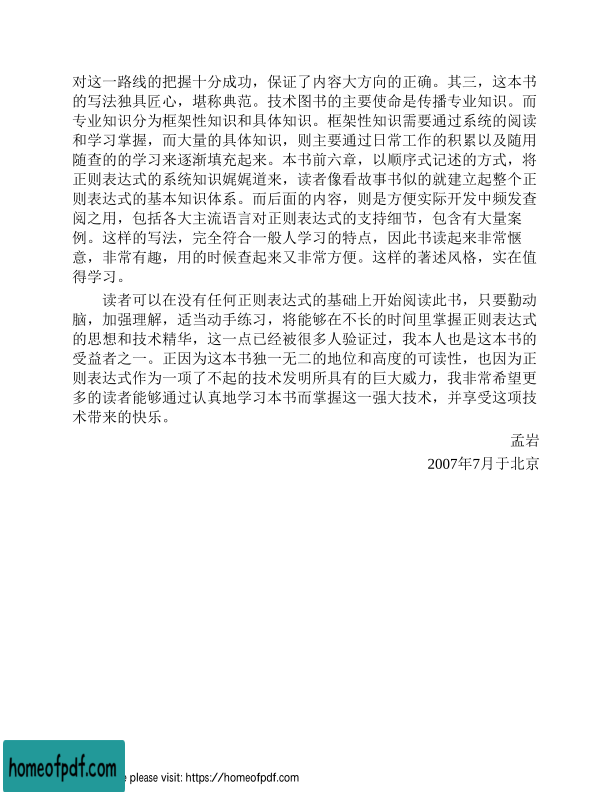 对这一路线的把握十分成功，保证了内容大方向的正确。其三，这本书
的写法独具匠心，堪称典范。技术图书的主要使命是传播专业知识。而
专业知识分为框架性知识和具体知识。框架性知识需要通过系统的阅读
和学习掌握，而大量的具体知识，则主要通过日常工作的积累以及随用
随查的的学习来逐渐填充起来。本书前六章，以顺序式记述的方式，将
正则表达式的系统知识娓娓道来，读者像看故事书似的就建立起整个正
则表达式的基本知识体系。而后面的内容，则是方便实际开发中频发查
阅之用，包括各大主流语言对正则表达式的支持细节，包含有大量案
例。这样的写法，完全符合一般人学习的特点，因此书读起来非常惬
意，非常有趣，用的时候查起来又非常方便。这样的著述风格，实在值
得学习。
读者可以在没有任何正则表达式的基础上开始阅读此书，只要勤动
脑，加强理解，适当动手练习，将能够在不长的时间里掌握正则表达式
的思想和技术精华，这一点已经被很多人验证过，我本人也是这本书的
受益者之一。正因为这本书独一无二的地位和高度的可读性，也因为正
则表达式作为一项了不起的技术发明所具有的巨大威力，我非常希望更
多的读者能够通过认真地学习本书而掌握这一强大技术，并享受这项技
术带来的快乐。
孟岩
2007年7月于北京
homeofpdf.com
please visit: https://homeofpdf.com